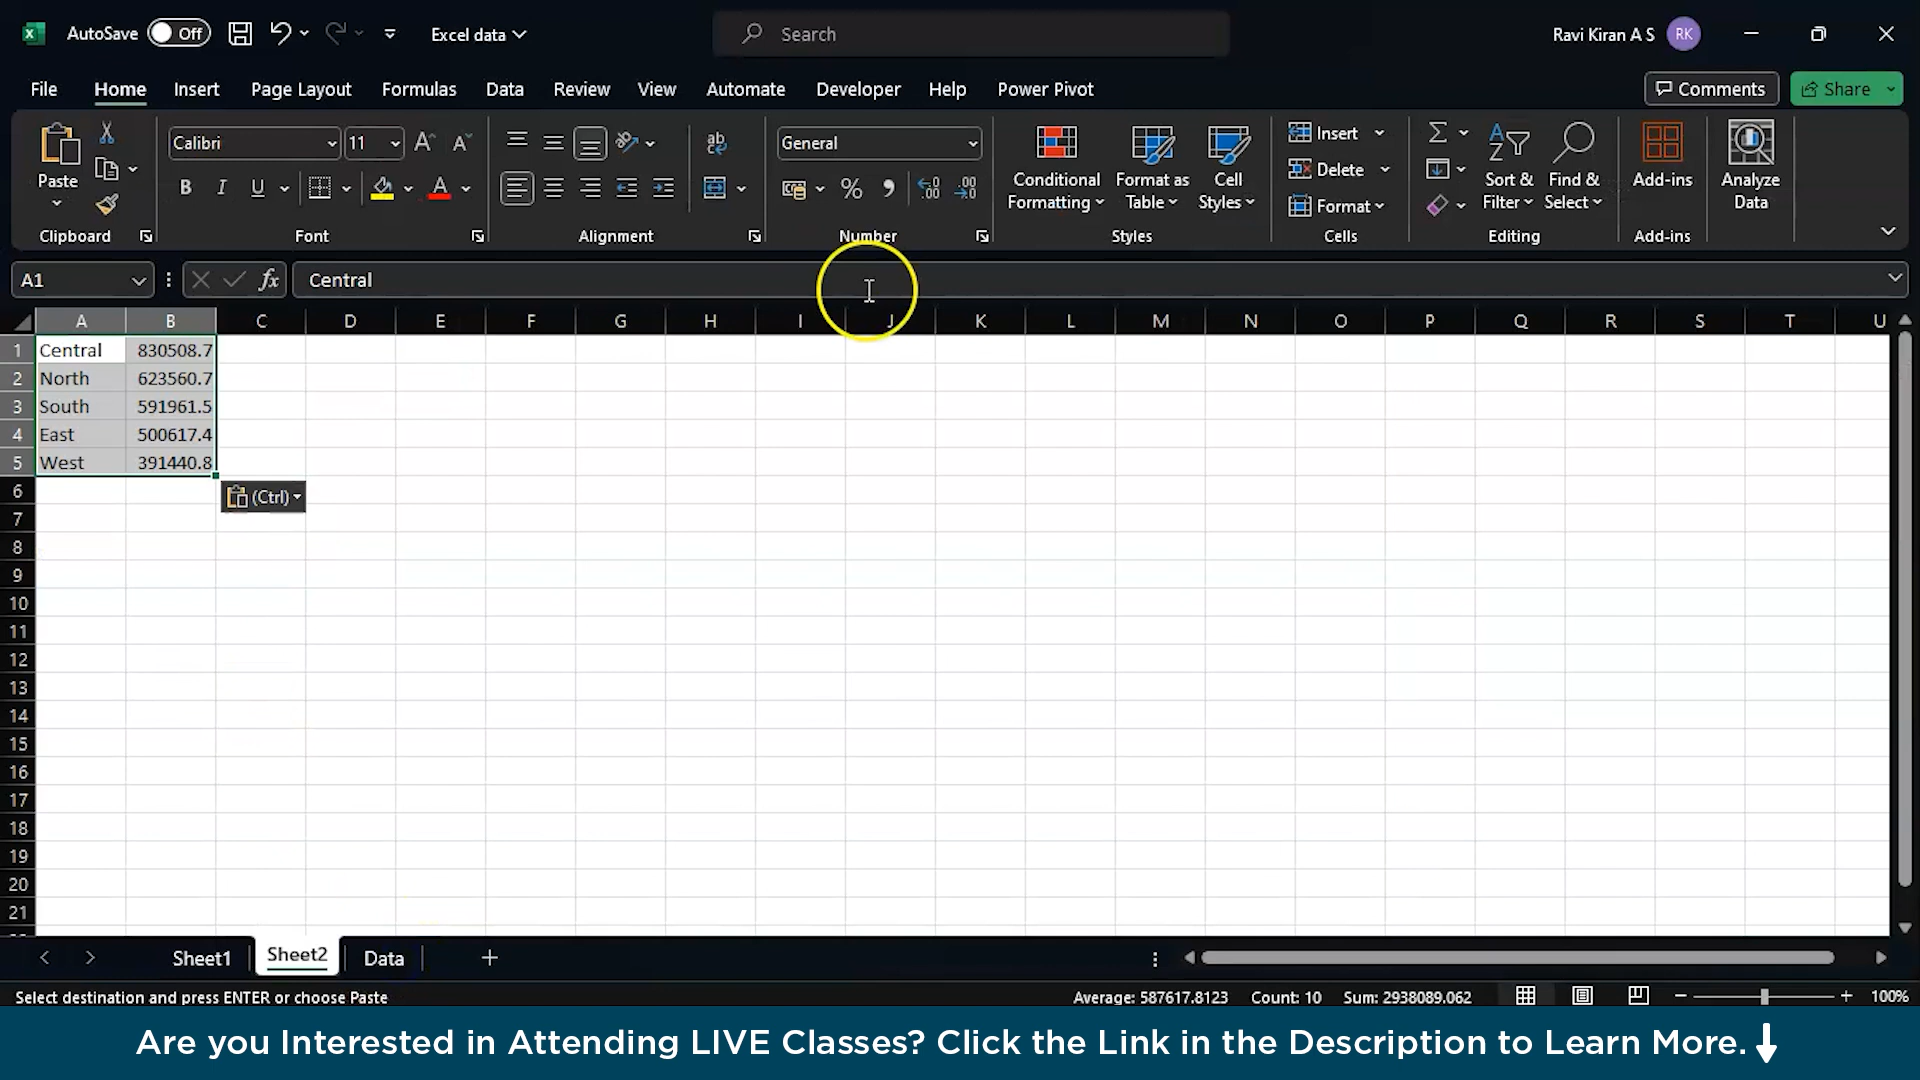 AutoSave Off Excel data Search Ravi Kiran A S RK
File Home Insert Page Layout Formulas Data Review View Automate Developer Help Power Pivot Comments Share
Paste Calibri 11 A A ab General Insert
B I U A % 9 Delete
Conditional Formatting Format as Table Cell Styles Format Sort & Filter Find & Select Add-ins Analyze Data
Clipboard Font Alignment Number Styles Cells Editing Add-ins
A1 fx Central
A B C D E F G H I J K L M N O P Q R S T U
1 Central 830508.7
2 North 623560.7
3 South 591961.5
4 East 500617.4
5 West 391440.8
6 (Ctrl)
7
8
9
10
11
12
13
14
15
16
17
18
19
20
21
Sheet1 Sheet2 Data +
Select destination and press ENTER or choose Paste Average: 587617.8123 Count: 10 Sum: 2938089.062 − + 100%
Are you Interested in Attending LIVE Classes? Click the Link in the Description to Learn More.